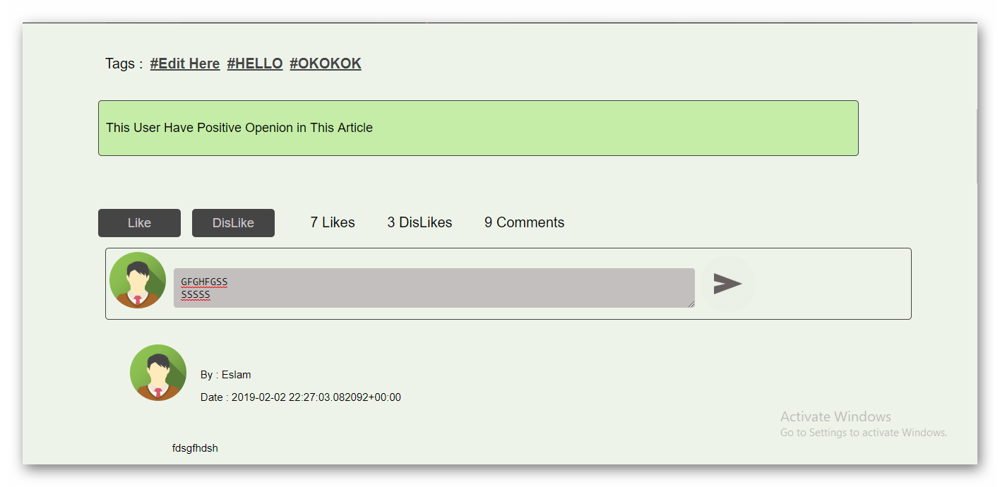 Tags : #Edit Here #HELLO #OKOKOK
This User Have Positive Openion in This Article
Like DisLike 7 Likes 3 DisLikes 9 Comments
GFGHFGSS
SSSSS
By : Eslam
Date : 2019-02-02 22:27:03.082092+00:00
Activate Windows
Go to Settings to activate Windows.
fdsgfhdsh